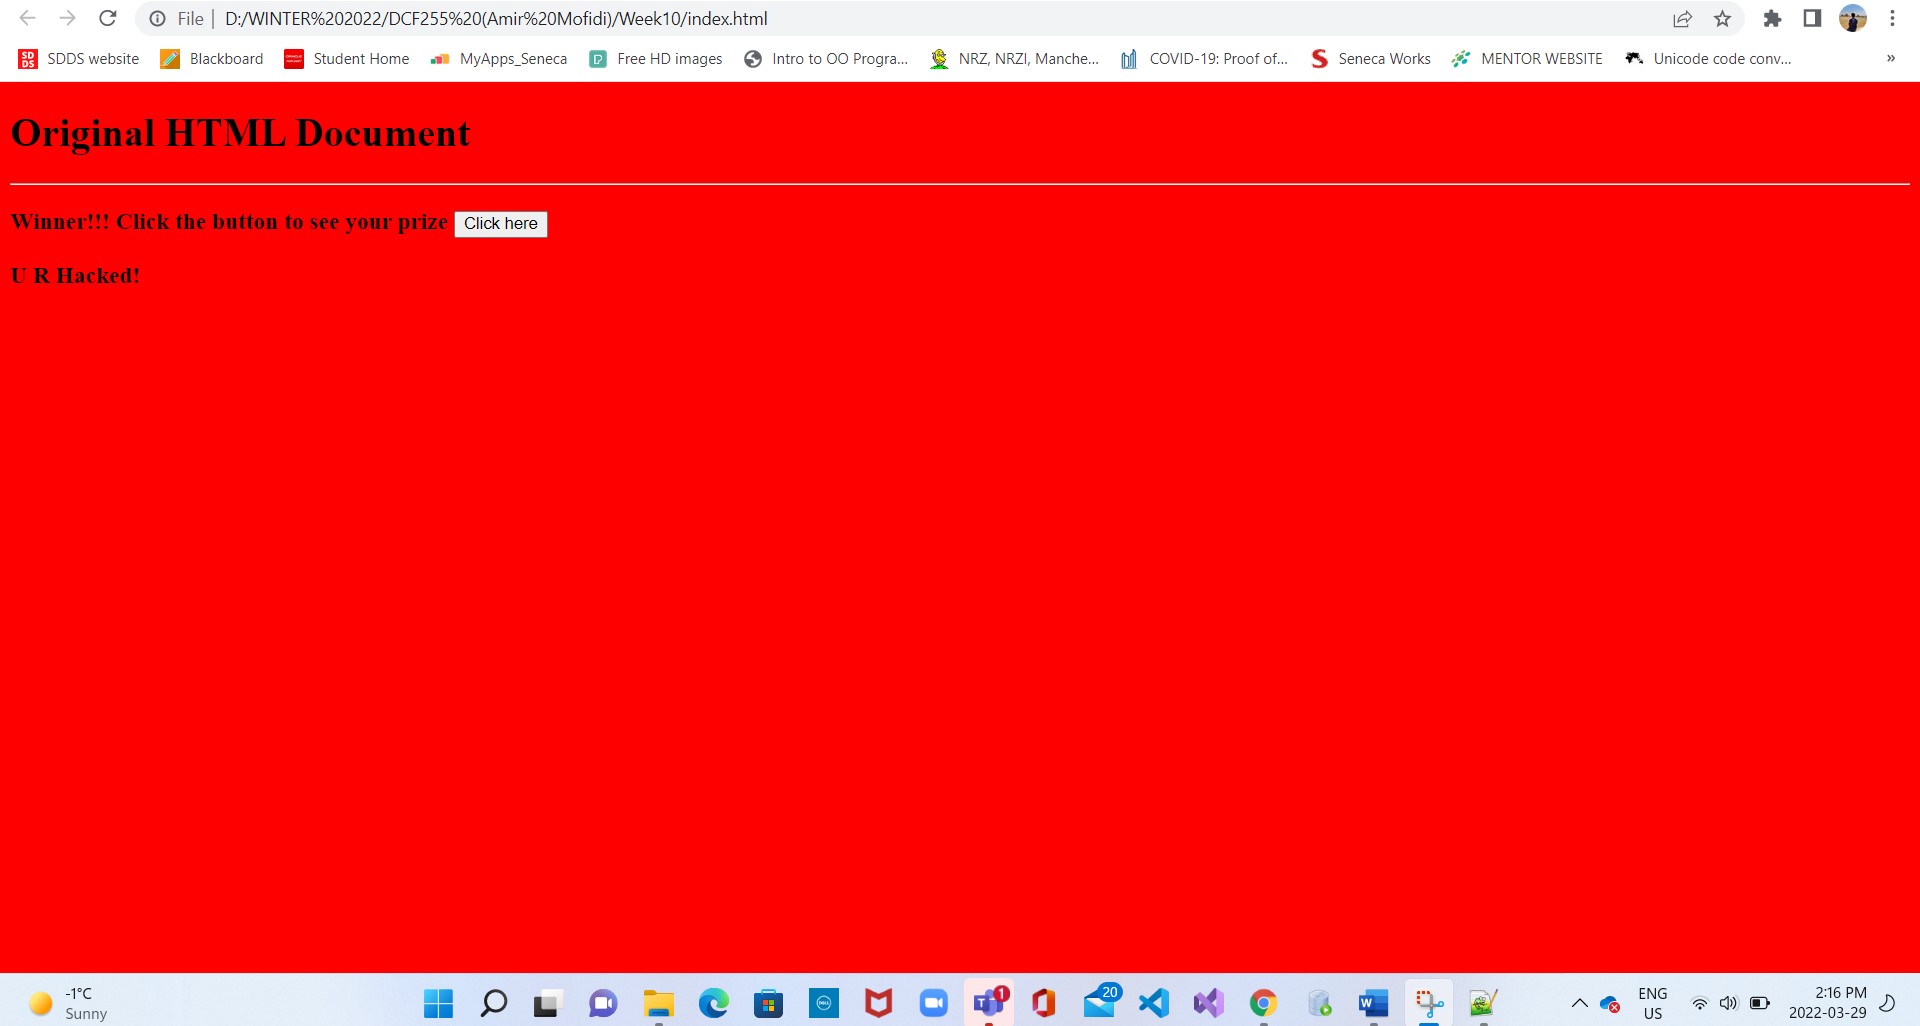 File | D:/WINTER%202022/DCF255%20(Amir%20Mofidi)/Week10/index.html
SD DS SDDS website Blackboard Student Home MyApps_Seneca Free HD images Intro to OO Progra... NRZ, NRZI, Manche... COVID-19: Proof of... Seneca Works MENTOR WEBSITE Unicode code conv... »
Original HTML Document
Winner!!! Click the button to see your prize Click here
U R Hacked!
-1°C
Sunny
1
20
ENG
US
2:16 PM
2022-03-29